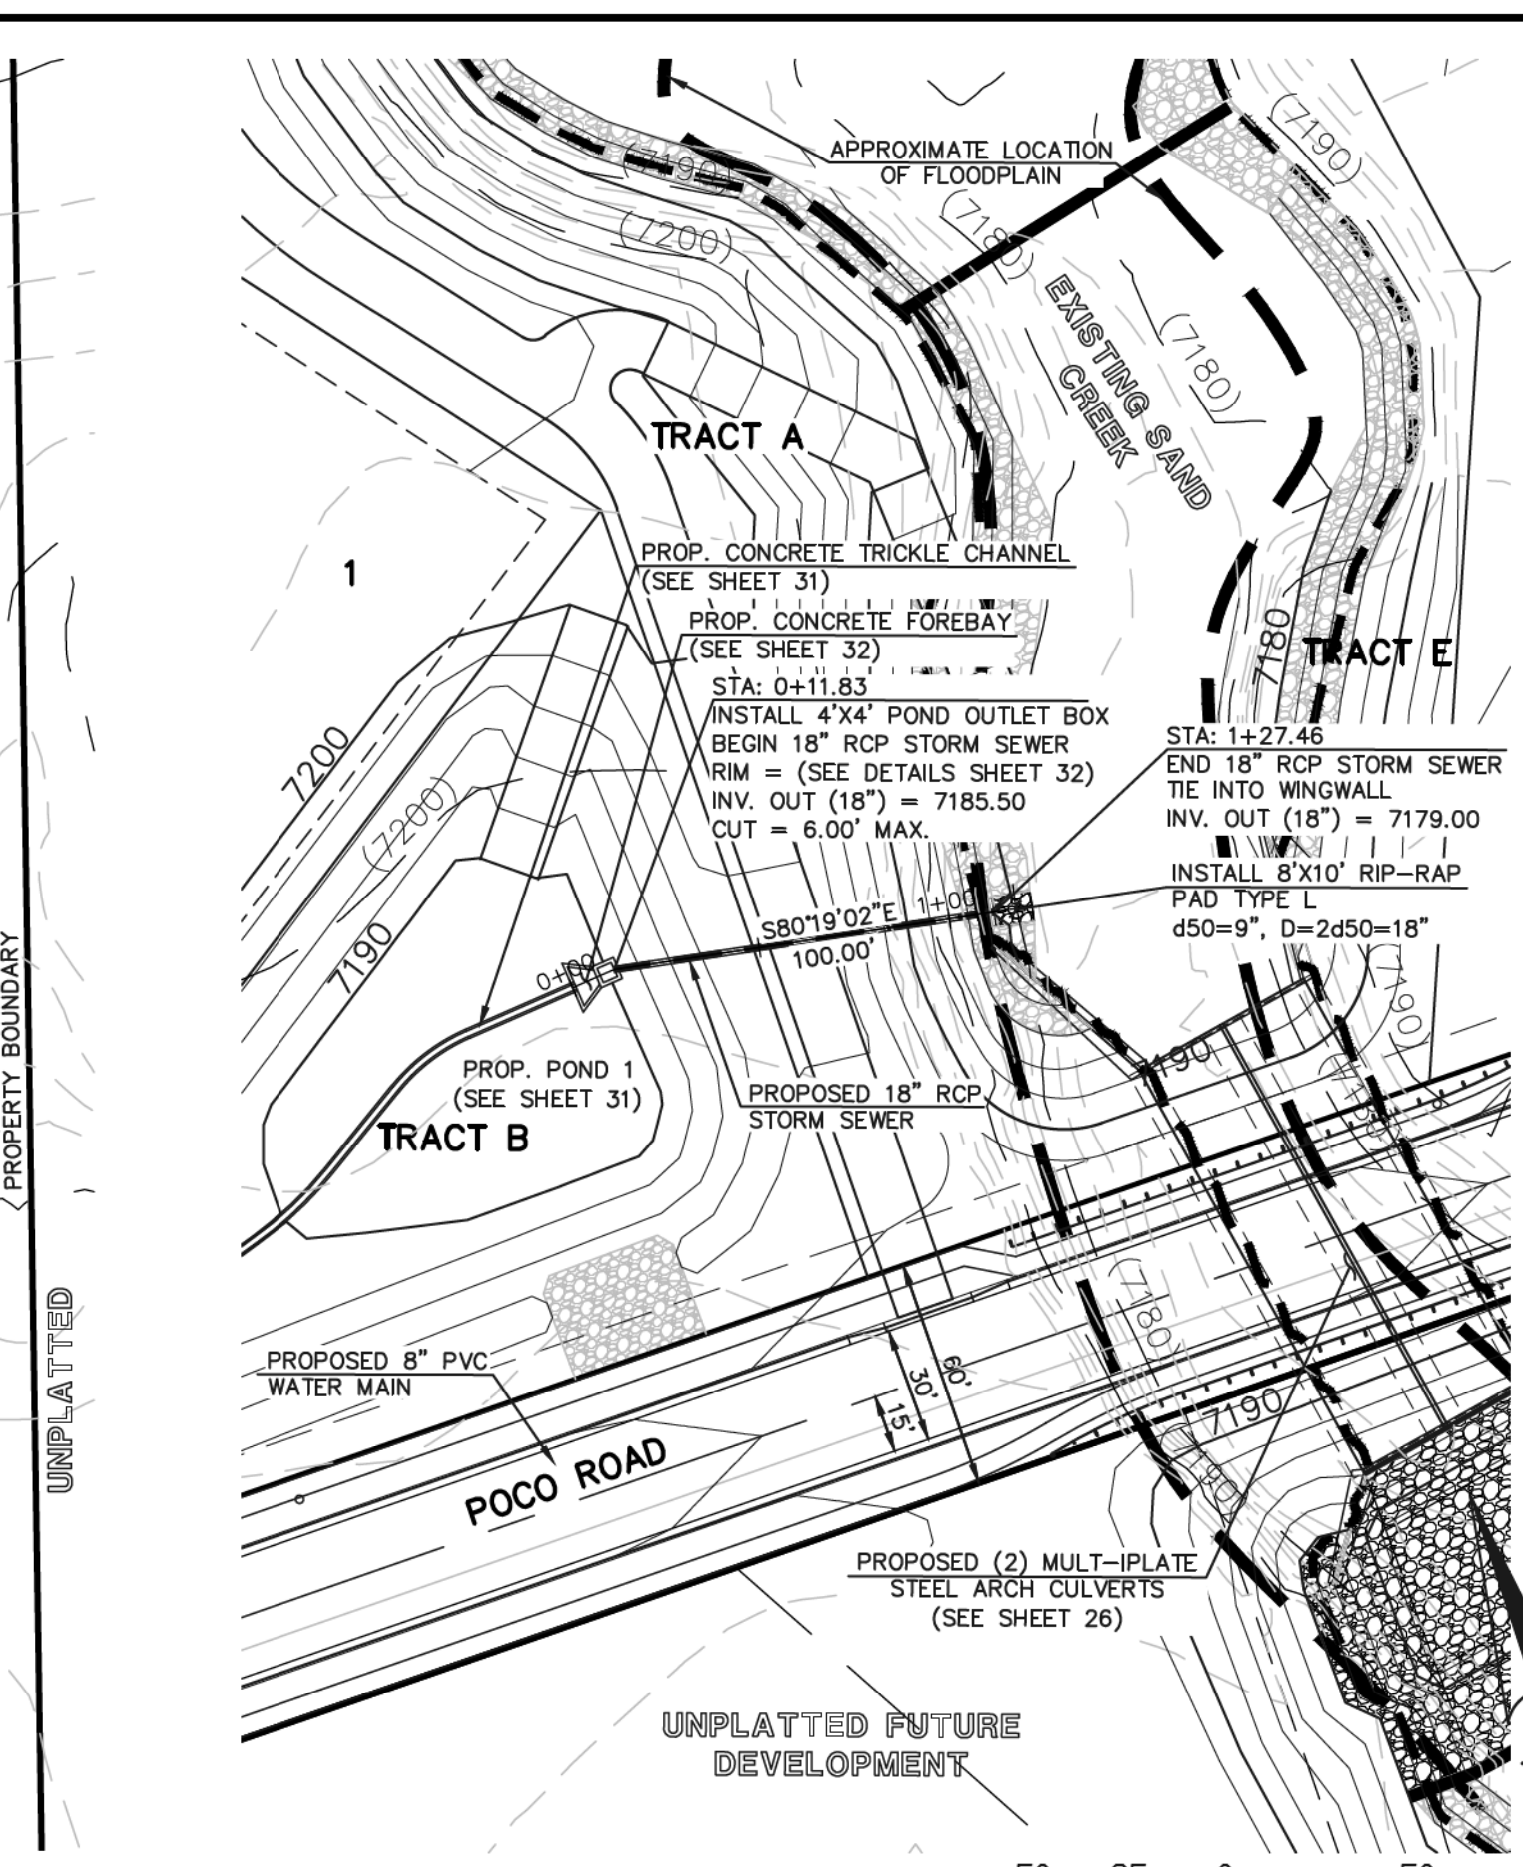 APPROXIMATE LOCATION
OF FLOODPLAIN
(7190)
(7190)
(7200)
(7180)
(7180)
EXISTING SAND
CREEK
TRACT A
1
PROP. CONCRETE TRICKLE CHANNEL
(SEE SHEET 31)
PROP. CONCRETE FOREBAY
(SEE SHEET 32)
7180
TRACT E
STA: 0+11.83
INSTALL 4'X4' POND OUTLET BOX
BEGIN 18" RCP STORM SEWER
RIM = (SEE DETAILS SHEET 32)
INV. OUT (18") = 7185.50
CUT = 6.00' MAX.
STA: 1+27.46
END 18" RCP STORM SEWER
TIE INTO WINGWALL
INV. OUT (18") = 7179.00
INSTALL 8'X10' RIP-RAP
PAD TYPE L
d50=9", D=2d50=18"
7200
(7200)
7190
S80°19'02"E
100.00'
1+00
0+00
(7190)
7190
PROPERTY BOUNDARY
PROP. POND 1
(SEE SHEET 31)
TRACT B
PROPOSED 18" RCP
STORM SEWER
(7180)
UNPLATTED
PROPOSED 8" PVC
WATER MAIN
60'
30'
15'
7190
(7190)
POCO ROAD
PROPOSED (2) MULT-IPLATE
STEEL ARCH CULVERTS
(SEE SHEET 26)
UNPLATTED FUTURE
DEVELOPMENT